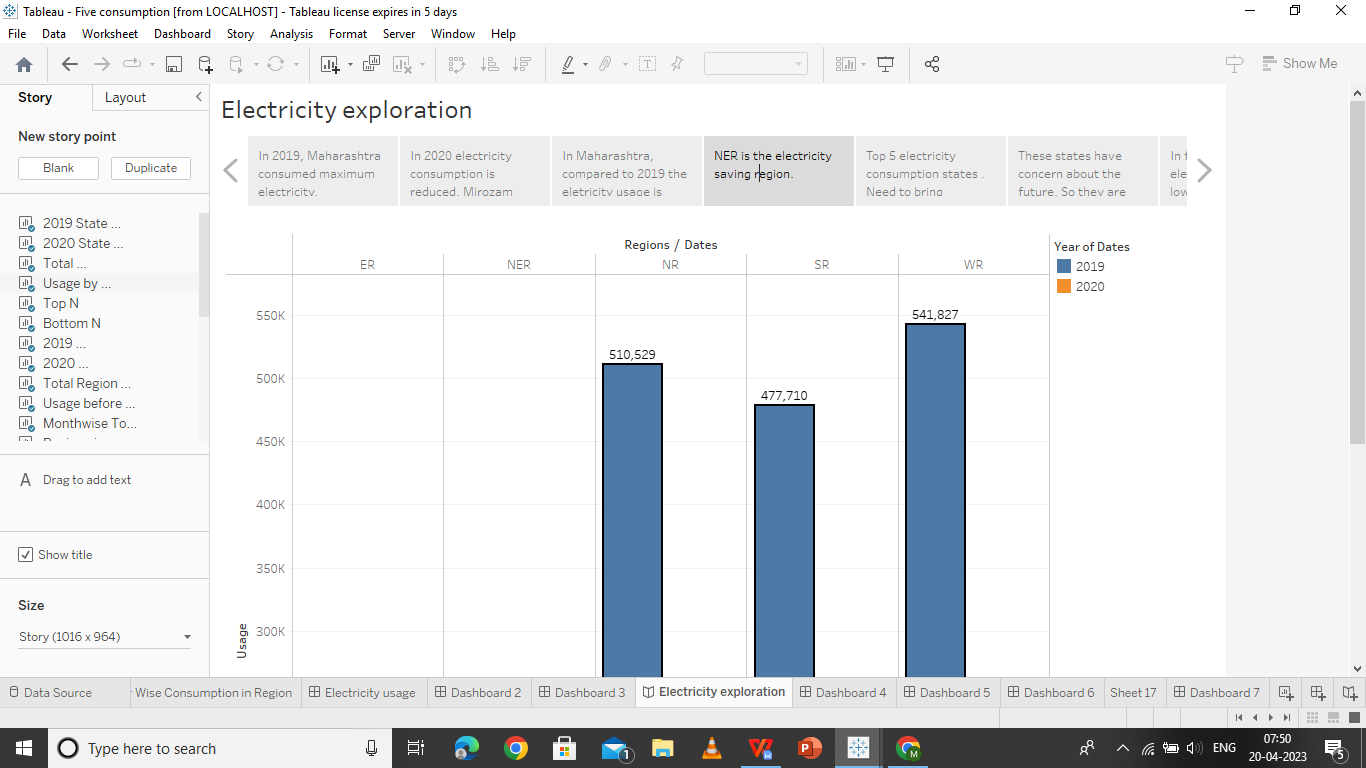 Tableau - Five consumption [from LOCALHOST] - Tableau license expires in 5 days
File Data Worksheet Dashboard Story Analysis Format Server Window Help
Show Me
Story Layout
New story point
Blank Duplicate
2019 State ...
2020 State ...
Total ...
Usage by ...
Top N
Bottom N
2019 ...
2020 ...
Total Region ...
Usage before ...
Monthwise To...
A Drag to add text
Show title
Size
Story (1016 x 964)
Electricity exploration
In 2019, Maharashtra
consumed maximum
electricity.
In 2020 electricity
consumption is
reduced. Mirozam
In Maharashtra,
compared to 2019 the
eletricity usage is
NER is the electricity
saving region.
Top 5 electricity
consumption states .
Need to bring
These states have
concern about the
future. So they are
Regions / Dates
ER NER NR SR WR
550K
500K
450K
400K
350K
300K
Usage
510,529
477,710
541,827
Year of Dates
2019
2020
Data Source Wise Consumption in Region Electricity usage Dashboard 2 Dashboard 3 Electricity exploration Dashboard 4 Dashboard 5 Dashboard 6 Sheet 17 Dashboard 7
Type here to search
1
ENG
07:50
20-04-2023
5